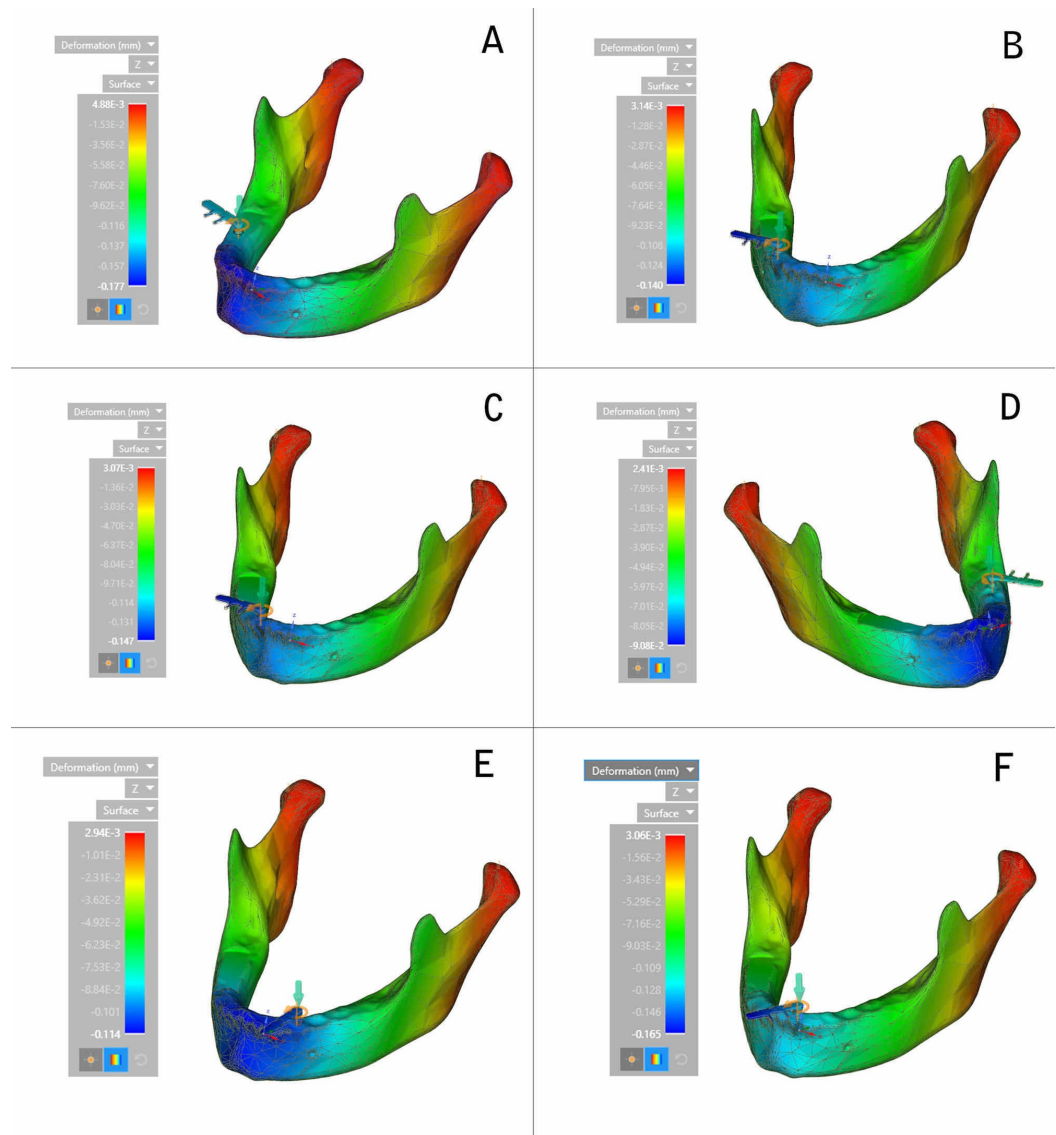 A
Deformation (mm)
Z
Surface
4.88E-3
-1.53E-2
-3.56E-2
-5.58E-2
-7.60E-2
-9.62E-2
-0.116
-0.137
-0.157
-0.177
z
B
Deformation (mm)
Z
Surface
3.14E-3
-1.28E-2
-2.87E-2
-4.46E-2
-6.05E-2
-7.64E-2
-9.23E-2
-0.108
-0.124
-0.140
z
C
Deformation (mm)
Z
Surface
3.07E-3
-1.36E-2
-3.03E-2
-4.70E-2
-6.37E-2
-8.04E-2
-9.71E-2
-0.114
-0.131
-0.147
z
D
Deformation (mm)
Z
Surface
2.41E-3
-7.95E-3
-1.83E-2
-2.87E-2
-3.90E-2
-4.94E-2
-5.97E-2
-7.01E-2
-8.05E-2
-9.08E-2
E
Deformation (mm)
Z
Surface
2.94E-3
-1.01E-2
-2.31E-2
-3.62E-2
-4.92E-2
-6.23E-2
-7.53E-2
-8.84E-2
-0.101
-0.114
z
F
Deformation (mm)
Z
Surface
3.06E-3
-1.56E-2
-3.43E-2
-5.29E-2
-7.16E-2
-9.03E-2
-0.109
-0.128
-0.146
-0.165